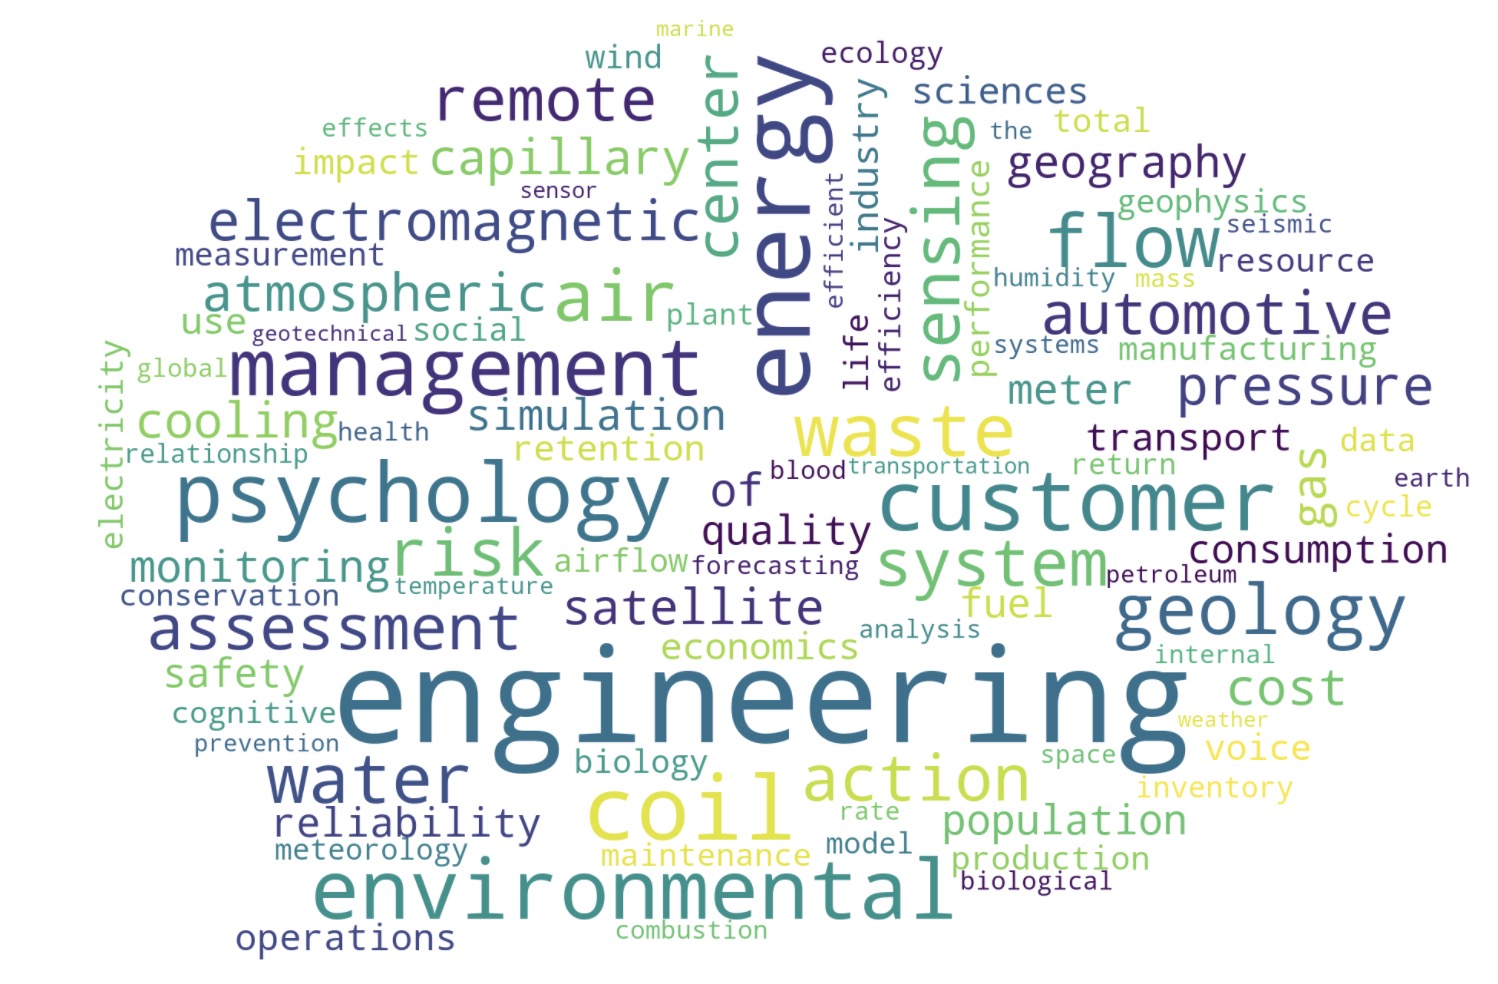 marine
wind
ecology
remote
center
energy
industry
sciences
effects
sensing
the
total
impact
capillary
geography
sensor
efficient
performance
geophysics
electromagnetic
flow
seismic
measurement
efficiency
resource
atmospheric
air
humidity
mass
use
plant
automotive
geotechnical
social
life
systems
manufacturing
electricity
global
management
meter
pressure
cooling
simulation
waste
health
retention
transport
data
relationship
blood
transportation
return
gas
earth
psychology
of
customer
cycle
quality
risk
airflow
system
consumption
monitoring
forecasting
petroleum
temperature
conservation
satellite
fuel
geology
assessment
analysis
economics
internal
safety
engineering
cost
cognitive
weather
prevention
biology
space
voice
water
coil
action
inventory
reliability
rate
population
meteorology
maintenance
model
production
environmental
biological
operations
combustion